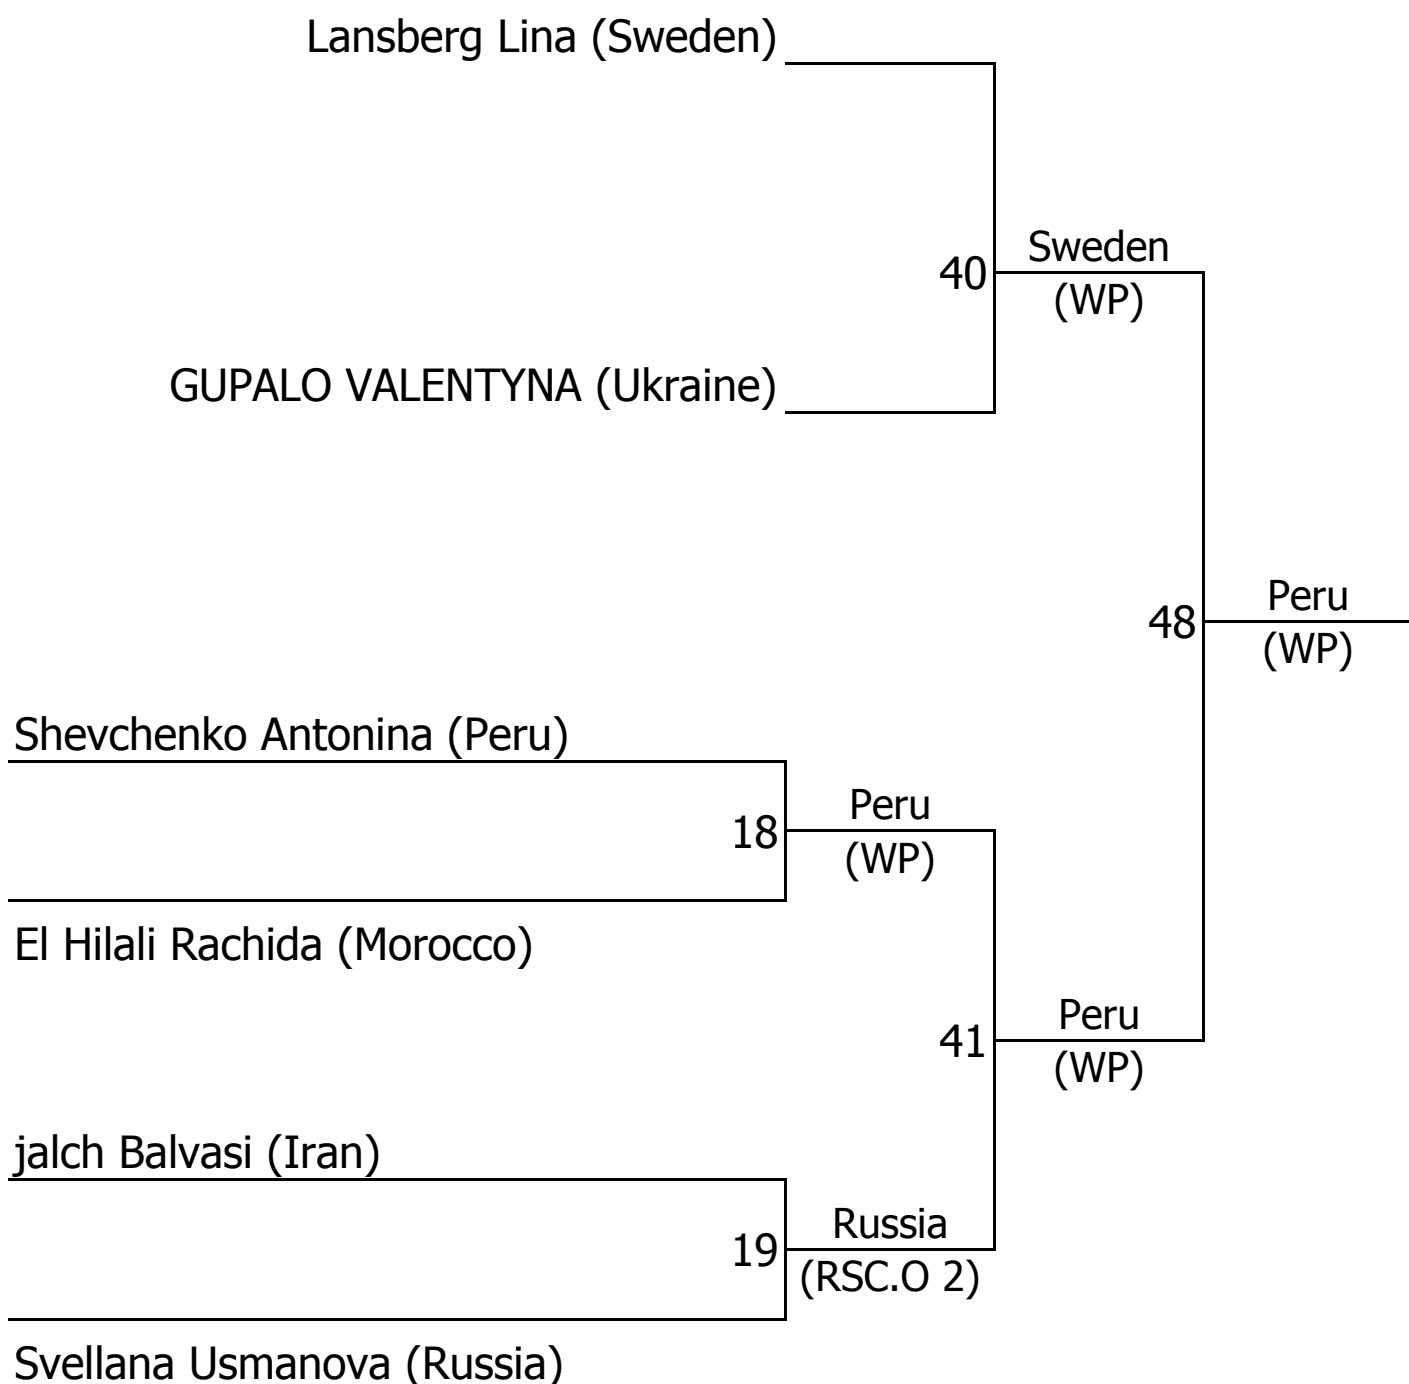 Lansberg Lina (Sweden)
Sweden
40
(WP)
GUPALO VALENTYNA (Ukraine)
Peru
48
(WP)
Shevchenko Antonina (Peru)
Peru
18
(WP)
El Hilali Rachida (Morocco)
Peru
41
(WP)
jalch Balvasi (Iran)
Russia
19
(RSC.O 2)
Svellana Usmanova (Russia)